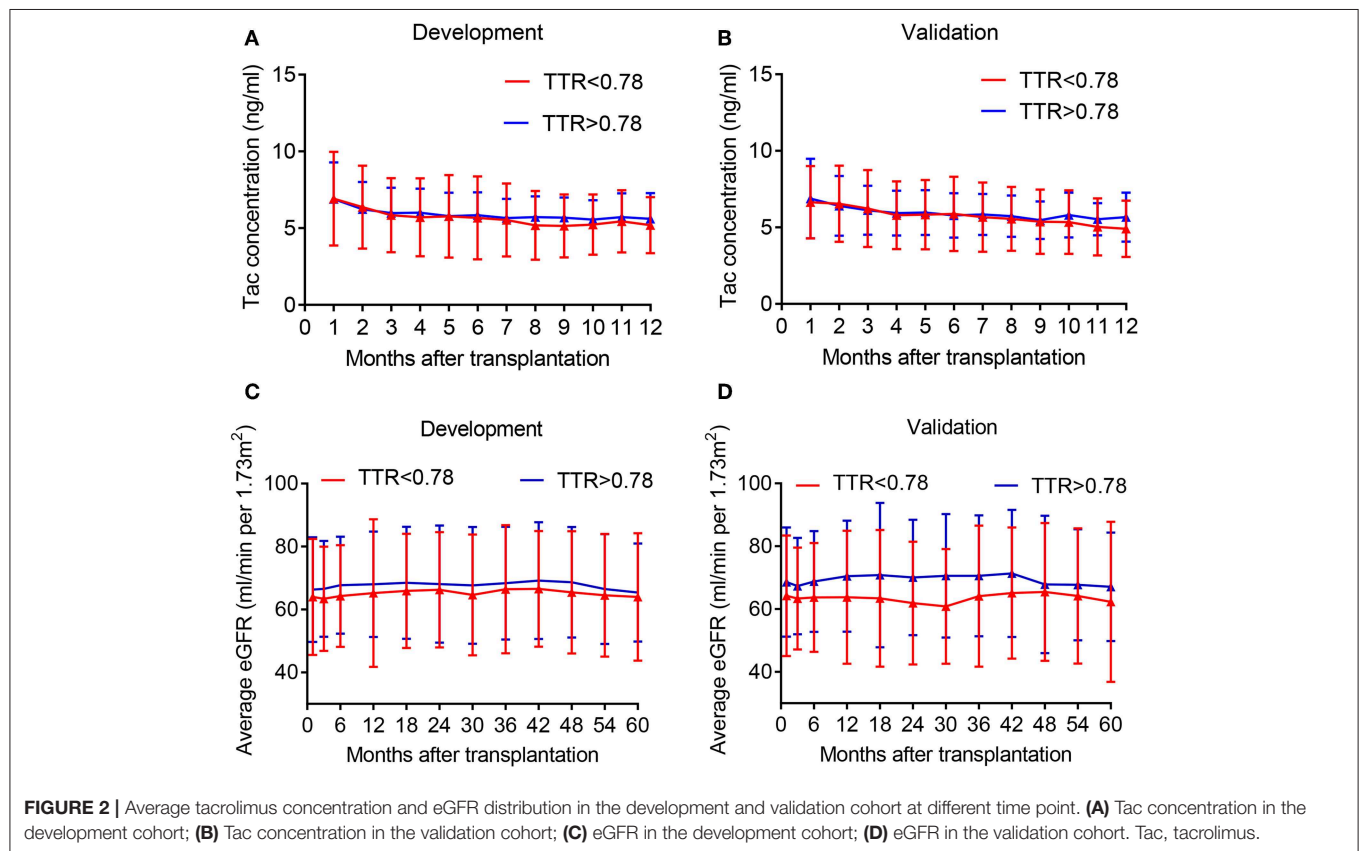 A
Development
Tac concentration (ng/ml)
15
10
5
0
TTR<0.78
TTR>0.78
0 1 2 3 4 5 6 7 8 9 10 11 12
Months after transplantation
B
Validation
Tac concentration (ng/ml)
15
10
5
0
TTR<0.78
TTR>0.78
0 1 2 3 4 5 6 7 8 9 10 11 12
Months after transplantation
C
Development
Average eGFR (ml/min per 1.73m²)
100
80
60
40
TTR<0.78 TTR>0.78
0 6 12 18 24 30 36 42 48 54 60
Months after transplantation
D
Validation
Average eGFR (ml/min per 1.73m²)
100
80
60
40
TTR<0.78 TTR>0.78
0 6 12 18 24 30 36 42 48 54 60
Months after transplantation
FIGURE 2 | Average tacrolimus concentration and eGFR distribution in the development and validation cohort at different time point. (A) Tac concentration in the
development cohort; (B) Tac concentration in the validation cohort; (C) eGFR in the development cohort; (D) eGFR in the validation cohort. Tac, tacrolimus.